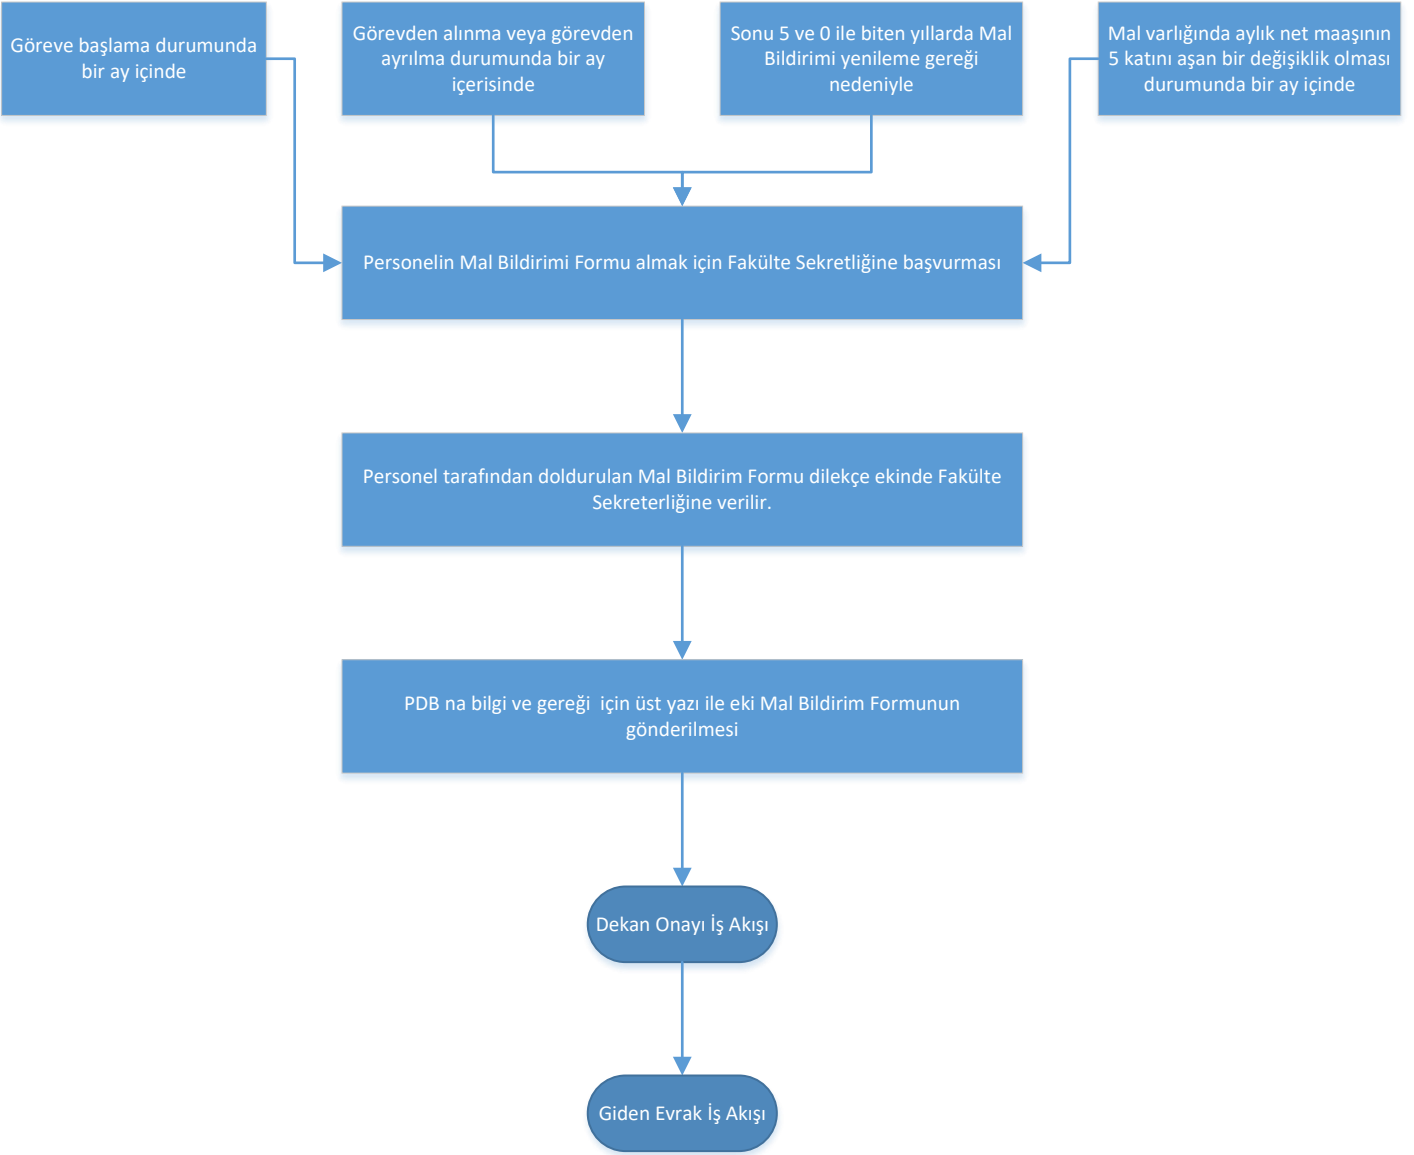 Göreve başlama durumunda
bir ay içinde
Görevden alınma veya görevden
ayrılma durumunda bir ay
içerisinde
Sonu 5 ve 0 ile biten yıllarda Mal
Bildirimi yenileme gereği
nedeniyle
Mal varlığında aylık net maaşının
5 katını aşan bir değişiklik olması
durumunda bir ay içinde
Personelin Mal Bildirimi Formu almak için Fakülte Sekretliğine başvurması
Personel tarafından doldurulan Mal Bildirim Formu dilekçe ekinde Fakülte
Sekreterliğine verilir.
PDB na bilgi ve gereği  için üst yazı ile eki Mal Bildirim Formunun
gönderilmesi
Dekan Onayı İş Akışı
Giden Evrak İş Akışı